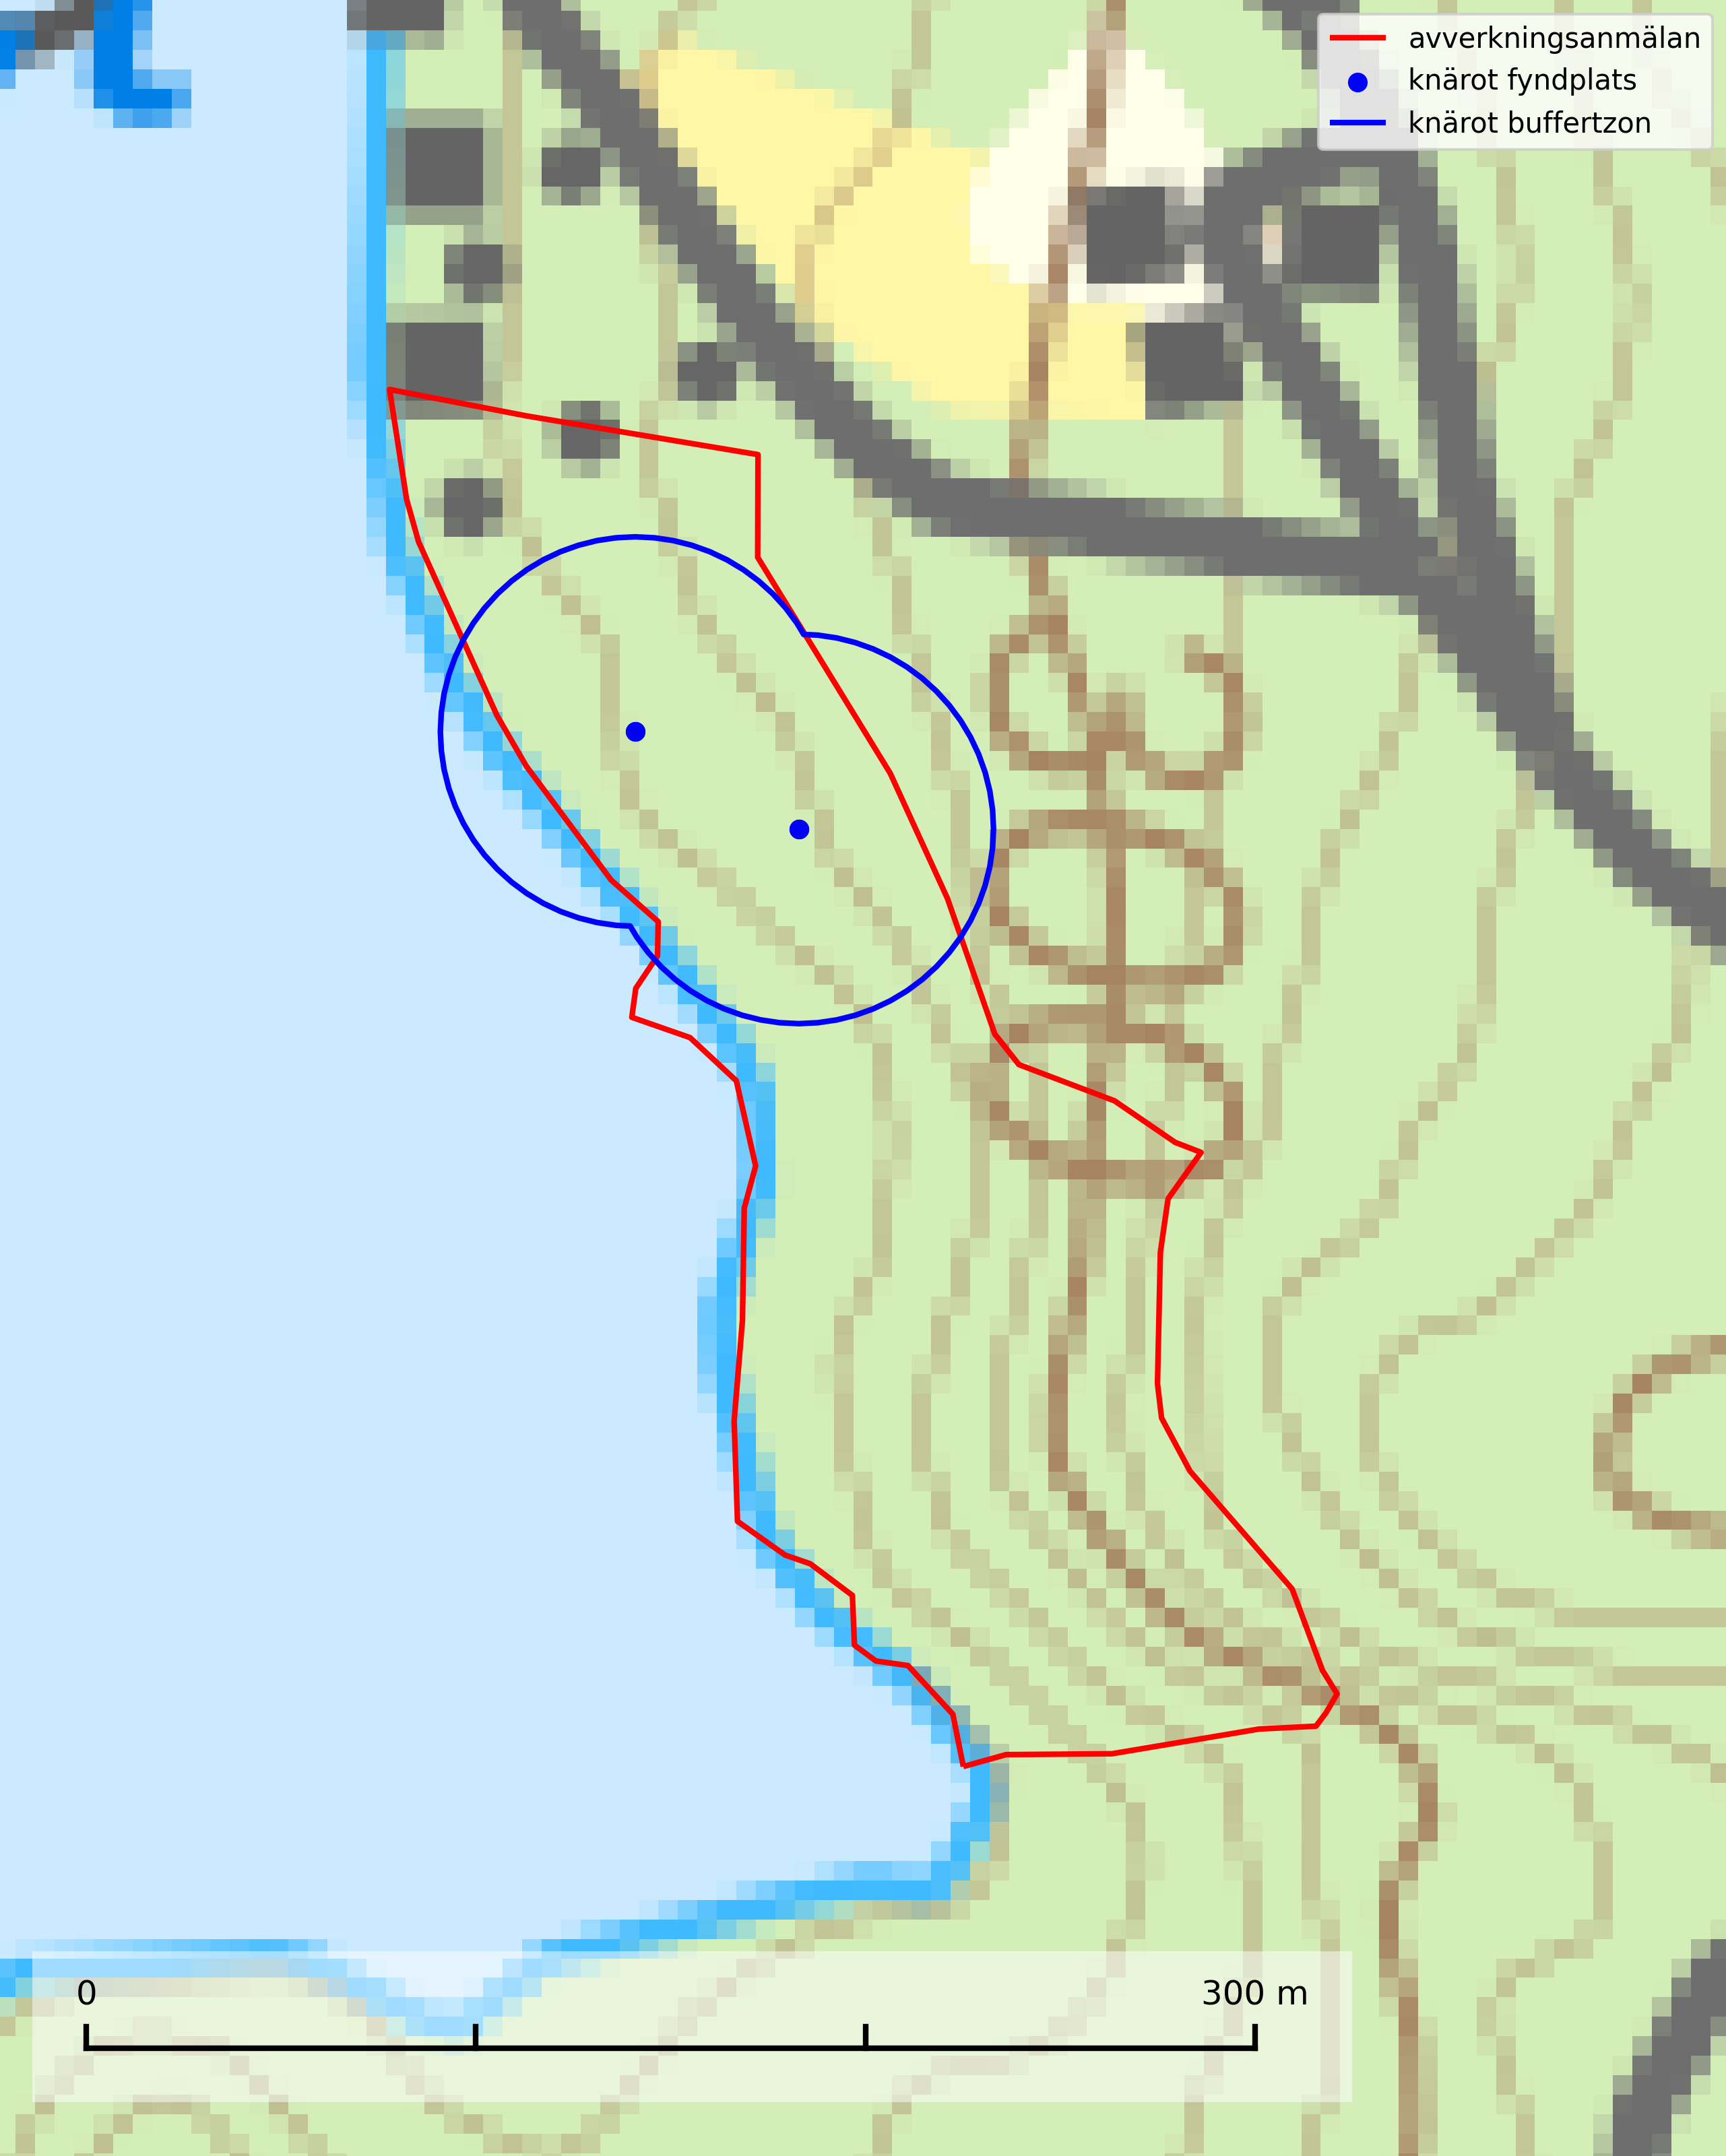 avverkningsanmälan
knärot fyndplats
knärot buffertzon
0
300 m